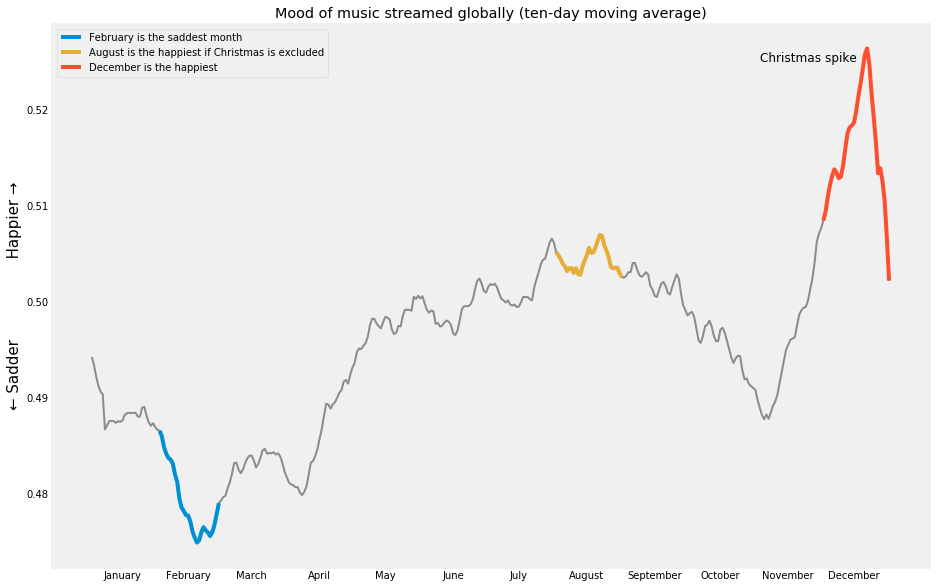 Mood of music streamed globally (ten-day moving average)
February is the saddest month
August is the happiest if Christmas is excluded
December is the happiest
Christmas spike
0.52
0.51
0.50
0.49
0.48
Happier →
← Sadder
January February March April May June July August September October November December